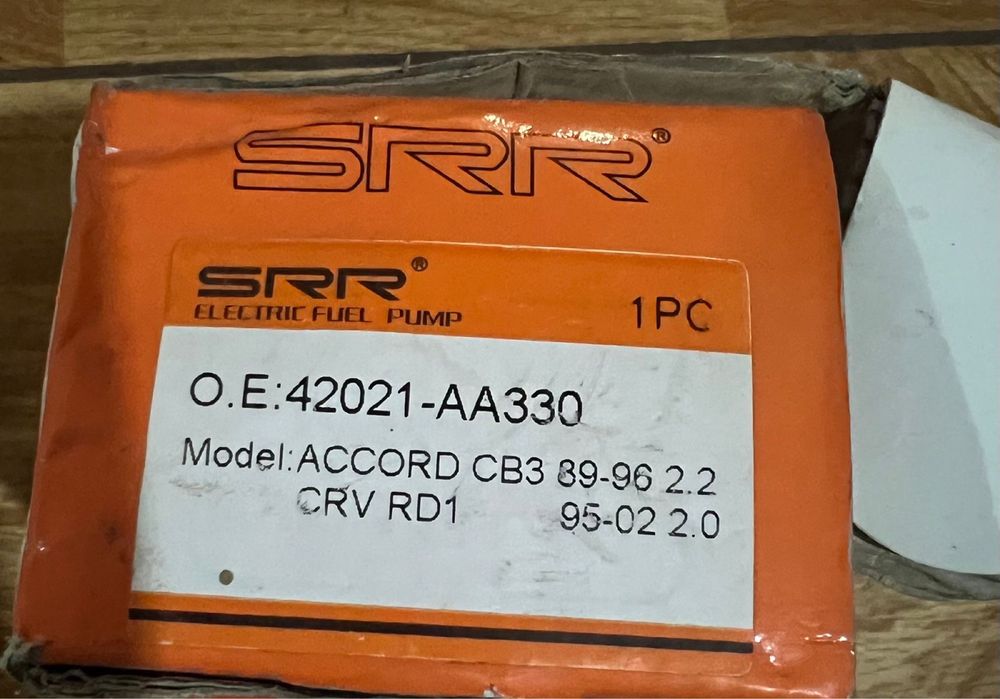 SRR®
SRR®
ELECTRIC FUEL PUMP
1PC
O.E:42021-AA330
Model:ACCORD CB3 89-96 2.2
CRV RD1 95-02 2.0